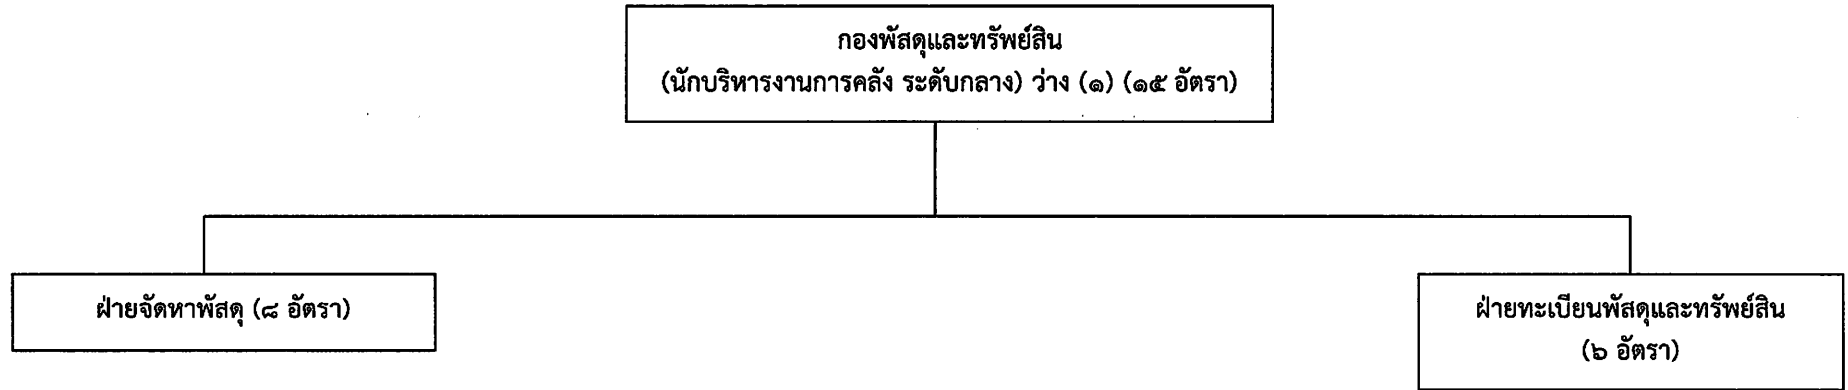 กองพัสดุและทรัพย์สิน
(นักบริหารงานการคลัง ระดับกลาง) ว่าง (๑) (๑๕ อัตรา)
ฝ่ายจัดหาพัสดุ (๘ อัตรา)
ฝ่ายทะเบียนพัสดุและทรัพย์สิน
(๖ อัตรา)